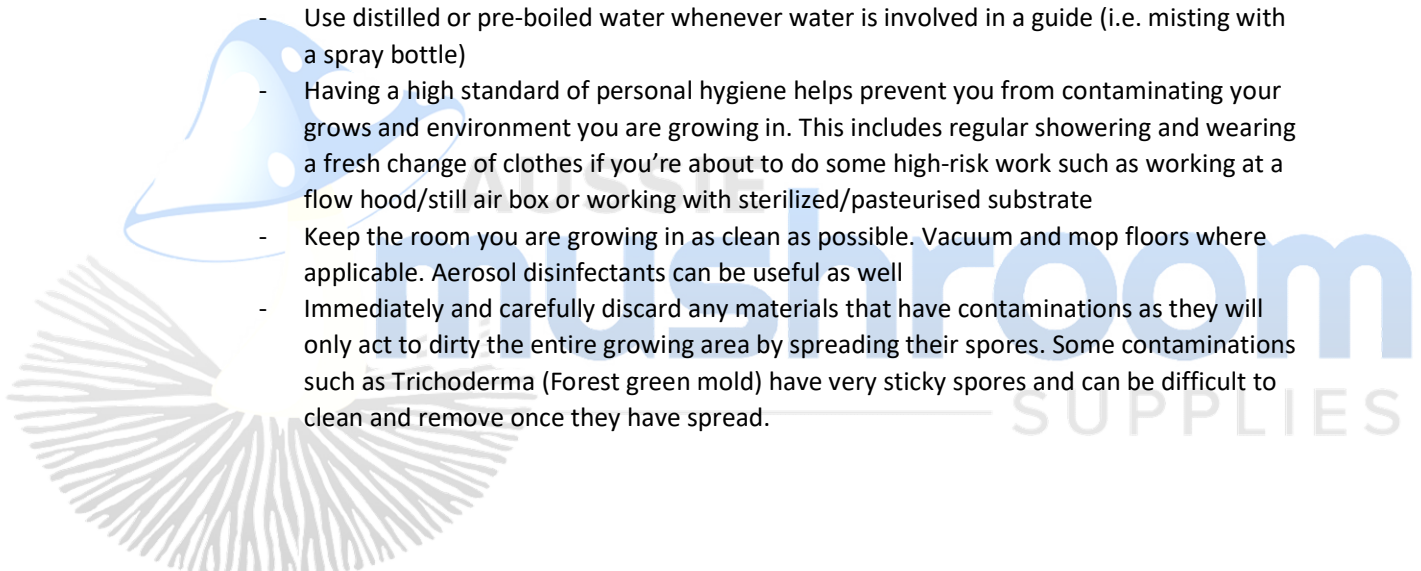 - Use distilled or pre-boiled water whenever water is involved in a guide (i.e. misting with
a spray bottle)
- Having a high standard of personal hygiene helps prevent you from contaminating your
grows and environment you are growing in. This includes regular showering and wearing
a fresh change of clothes if you’re about to do some high-risk work such as working at a
flow hood/still air box or working with sterilized/pasteurised substrate
- Keep the room you are growing in as clean as possible. Vacuum and mop floors where
applicable. Aerosol disinfectants can be useful as well
- Immediately and carefully discard any materials that have contaminations as they will
only act to dirty the entire growing area by spreading their spores. Some contaminations
such as Trichoderma (Forest green mold) have very sticky spores and can be difficult to
clean and remove once they have spread.
AUSSIE
mushroom
SUPPLIES